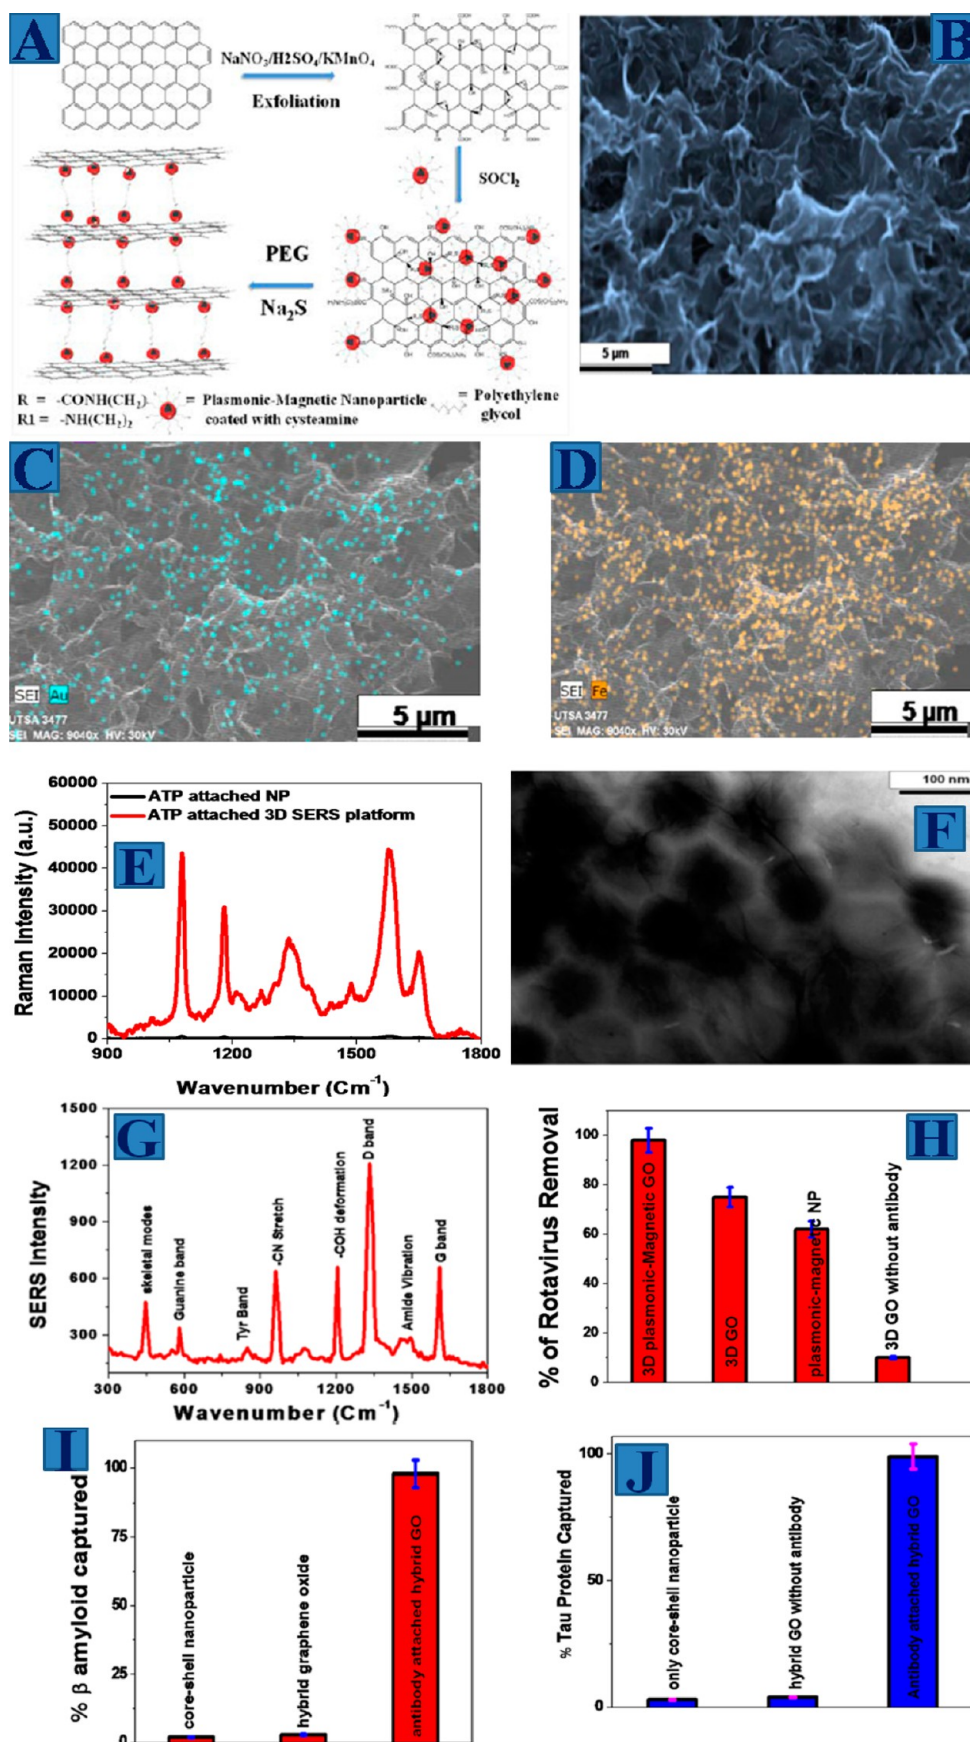 A
NaNO3/H2SO4/KMnO4
Exfoliation
SOCl2
PEG
Na2S
R = -CONH(CH2)
R1 = -NH(CH2)2
= Plasmonic-Magnetic Nanoparticle
coated with cysteamine
= Polyethylene
glycol
B
5 µm
C
SEI Au
UTSA 3477
SEI MAG: 9040x HV: 30kV
5 µm
D
SEI Fe
UTSA 3477
SEI MAG: 9040x HV: 30kV
5 µm
E
Raman Intensity (a.u.)
60000
50000
40000
30000
20000
10000
0
ATP attached NP
ATP attached 3D SERS platform
900 1200 1500 1800
Wavenumber (Cm-1)
F
100 nm
G
SERS Intensity
1500
1200
900
600
300
skeletal modes
Guanine band
Tyr Band
-CN Stretch
-COH deformation
D band
Amide Vibration
G band
300 600 900 1200 1500 1800
Wavenumber (Cm-1)
H
% of Rotavirus Removal
100
80
60
40
20
0
3D plasmonic-Magnetic GO
3D GO
plasmonic-magnetic NP
3D GO without antibody
I
% β amyloid captured
100
75
50
25
0
core-shell nanoparticle
hybrid graphene oxide
antibody attached hybrid GO
J
% Tau Protein Captured
100
50
0
only core-shell nanoparticle
hybrid GO without antibody
Antibody attached hybrid GO